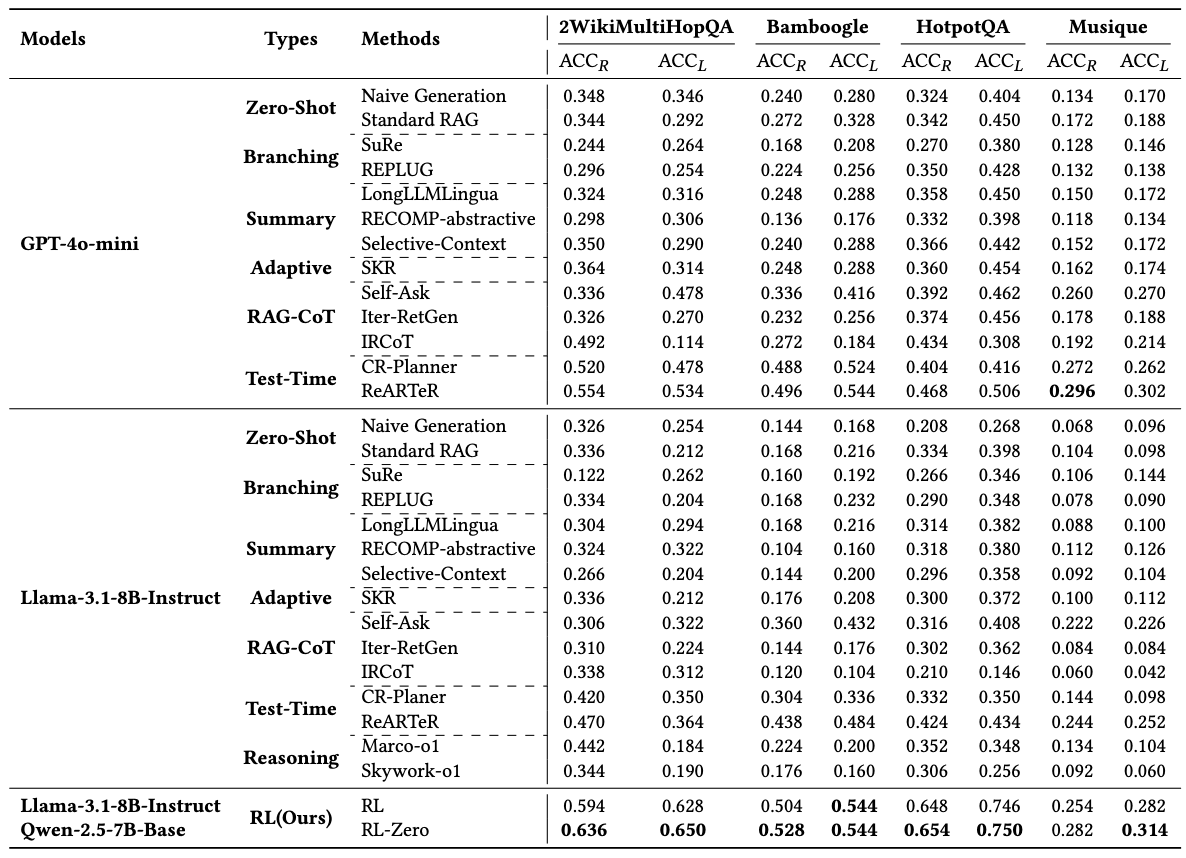 Models Types Methods 2WikiMultiHopQA Bamboogle HotpotQA Musique
ACC_R ACC_L ACC_R ACC_L ACC_R ACC_L ACC_R ACC_L
GPT-4o-mini
Zero-Shot
Naive Generation 0.348 0.346 0.240 0.280 0.324 0.404 0.134 0.170
Standard RAG 0.344 0.292 0.272 0.328 0.342 0.450 0.172 0.188
Branching
SuRe 0.244 0.264 0.168 0.208 0.270 0.380 0.128 0.146
REPLUG 0.296 0.254 0.224 0.256 0.350 0.428 0.132 0.138
Summary
LongLLMLingua 0.324 0.316 0.248 0.288 0.358 0.450 0.150 0.172
RECOMP-abstractive 0.298 0.306 0.136 0.176 0.332 0.398 0.118 0.134
Selective-Context 0.350 0.290 0.240 0.288 0.366 0.442 0.152 0.172
Adaptive SKR 0.364 0.314 0.248 0.288 0.360 0.454 0.162 0.174
RAG-CoT
Self-Ask 0.336 0.478 0.336 0.416 0.392 0.462 0.260 0.270
Iter-RetGen 0.326 0.270 0.232 0.256 0.374 0.456 0.178 0.188
IRCoT 0.492 0.114 0.272 0.184 0.434 0.308 0.192 0.214
Test-Time
CR-Planner 0.520 0.478 0.488 0.524 0.404 0.416 0.272 0.262
ReARTeR 0.554 0.534 0.496 0.544 0.468 0.506 0.296 0.302
Llama-3.1-8B-Instruct
Zero-Shot
Naive Generation 0.326 0.254 0.144 0.168 0.208 0.268 0.068 0.096
Standard RAG 0.336 0.212 0.168 0.216 0.334 0.398 0.104 0.098
Branching
SuRe 0.122 0.262 0.160 0.192 0.266 0.346 0.106 0.144
REPLUG 0.334 0.204 0.168 0.232 0.290 0.348 0.078 0.090
Summary
LongLLMLingua 0.304 0.294 0.168 0.216 0.314 0.382 0.088 0.100
RECOMP-abstractive 0.324 0.322 0.104 0.160 0.318 0.380 0.112 0.126
Selective-Context 0.266 0.204 0.144 0.200 0.296 0.358 0.092 0.104
Adaptive SKR 0.336 0.212 0.176 0.208 0.300 0.372 0.100 0.112
RAG-CoT
Self-Ask 0.306 0.322 0.360 0.432 0.316 0.408 0.222 0.226
Iter-RetGen 0.310 0.224 0.144 0.176 0.302 0.362 0.084 0.084
IRCoT 0.338 0.312 0.120 0.104 0.210 0.146 0.060 0.042
Test-Time
CR-Planer 0.420 0.350 0.304 0.336 0.332 0.350 0.144 0.098
ReARTeR 0.470 0.364 0.438 0.484 0.424 0.434 0.244 0.252
Reasoning
Marco-o1 0.442 0.184 0.224 0.200 0.352 0.348 0.134 0.104
Skywork-o1 0.344 0.190 0.176 0.160 0.306 0.256 0.092 0.060
RL(Ours)
Llama-3.1-8B-Instruct RL 0.594 0.628 0.504 0.544 0.648 0.746 0.254 0.282
Qwen-2.5-7B-Base RL-Zero 0.636 0.650 0.528 0.544 0.654 0.750 0.282 0.314